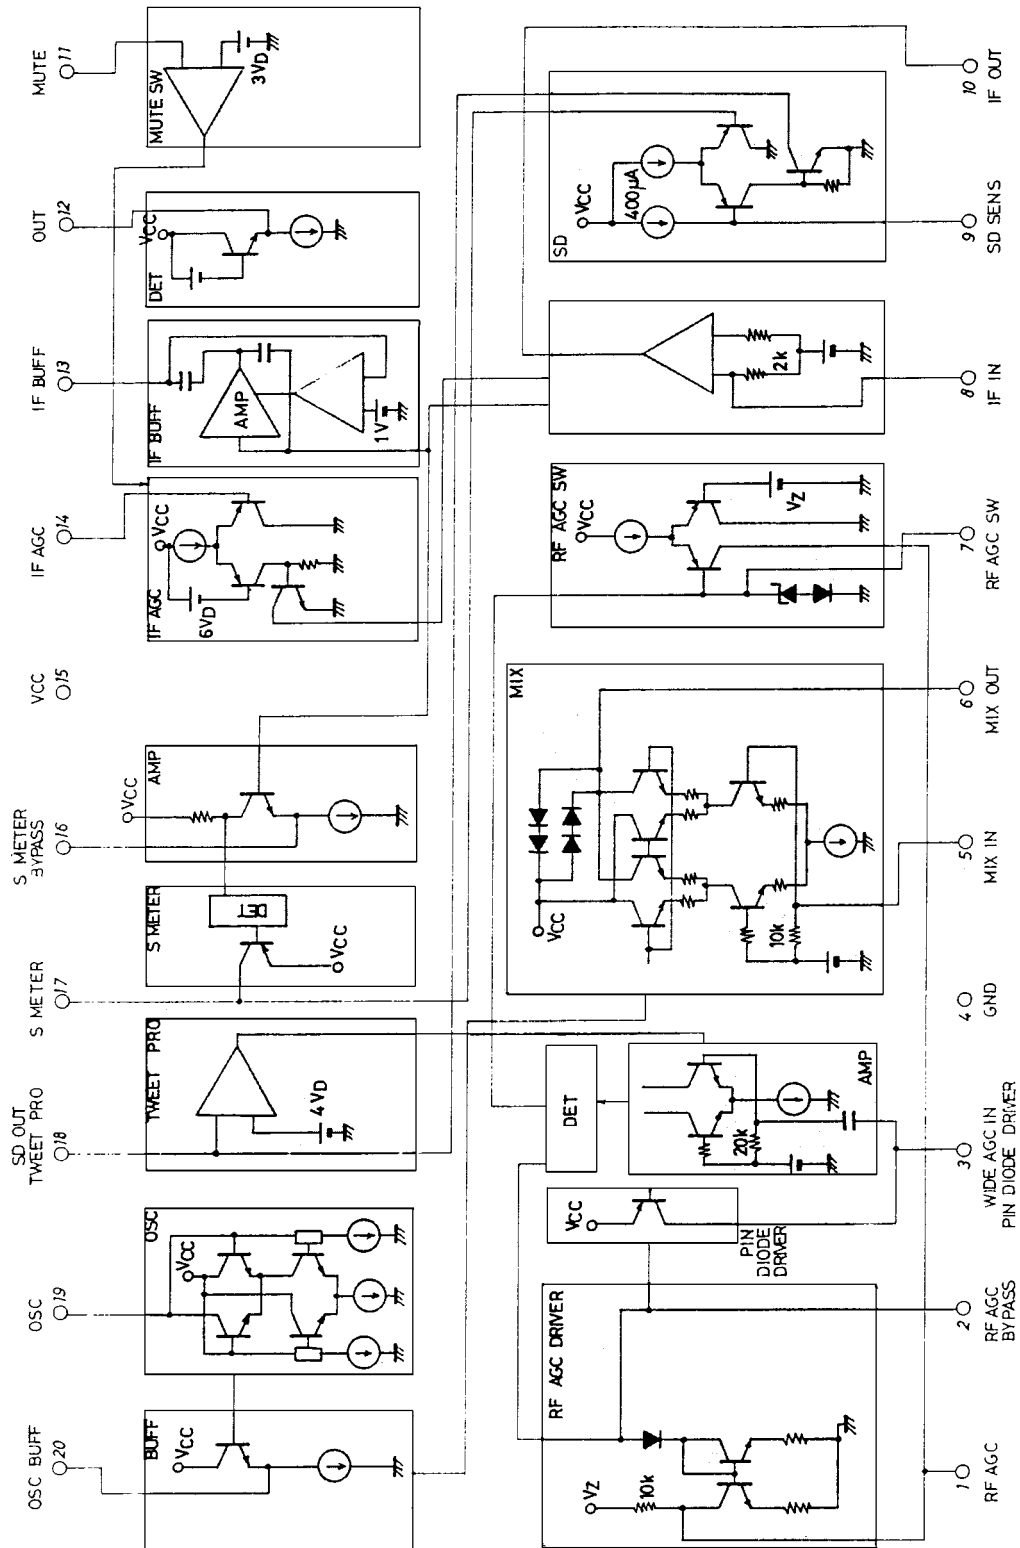 MUTE
11
MUTE SW
3VD
OUT
12
VCC
DET
IF BUFF
13
IF BUFF
AMP
1V
IF AGC
14
VCC
IF AGC
6VD
VCC
15
S METER
BYPASS
16
VCC
AMP
S METER
17
S METER
DET
VCC
SD OUT
TWEET PRO
18
TWEET PRO
4VD
OSC
19
OSC
VCC
OSC BUFF
20
BUFF
VCC
10
IF OUT
SD
VCC
400μA
9
SD SENS
2k
8
IF IN
RF AGC SW
VCC
VZ
7
RF AGC SW
MIX
VCC
10k
6
MIX OUT
5
MIX IN
4
GND
DET
AMP
20k
3
WIDE AGC IN
PIN DIODE DRIVER
VCC
PIN
DIODE
DRIVER
2
RF AGC
BYPASS
RF AGC DRIVER
VZ
10k
1
RF AGC